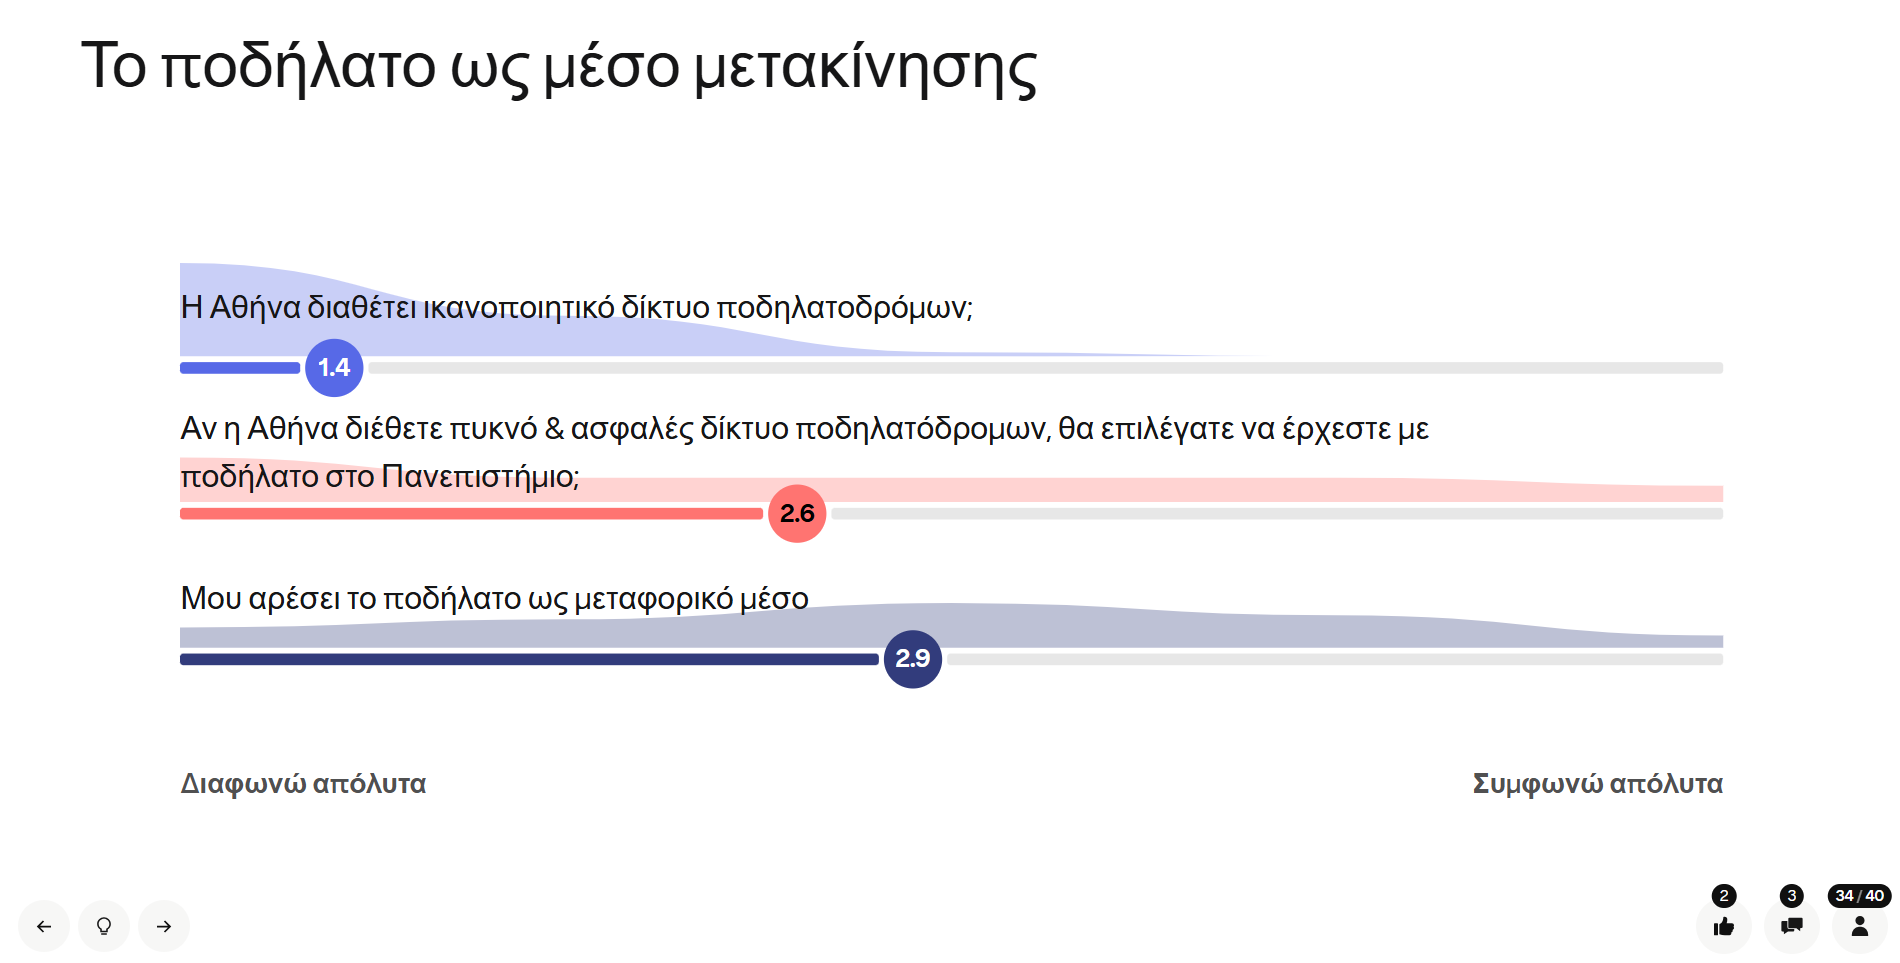 Το ποδήλατο ως μέσο μετακίνησης
Η Αθήνα διαθέτει ικανοποιητικό δίκτυο ποδηλατοδρόμων;
1.4
Αν η Αθήνα διέθετε πυκνό & ασφαλές δίκτυο ποδηλατόδρομων, θα επιλέγατε να έρχεστε με
ποδήλατο στο Πανεπιστήμιο;
2.6
Μου αρέσει το ποδήλατο ως μεταφορικό μέσο
2.9
Διαφωνώ απόλυτα
Συμφωνώ απόλυτα
2
3
34 / 40